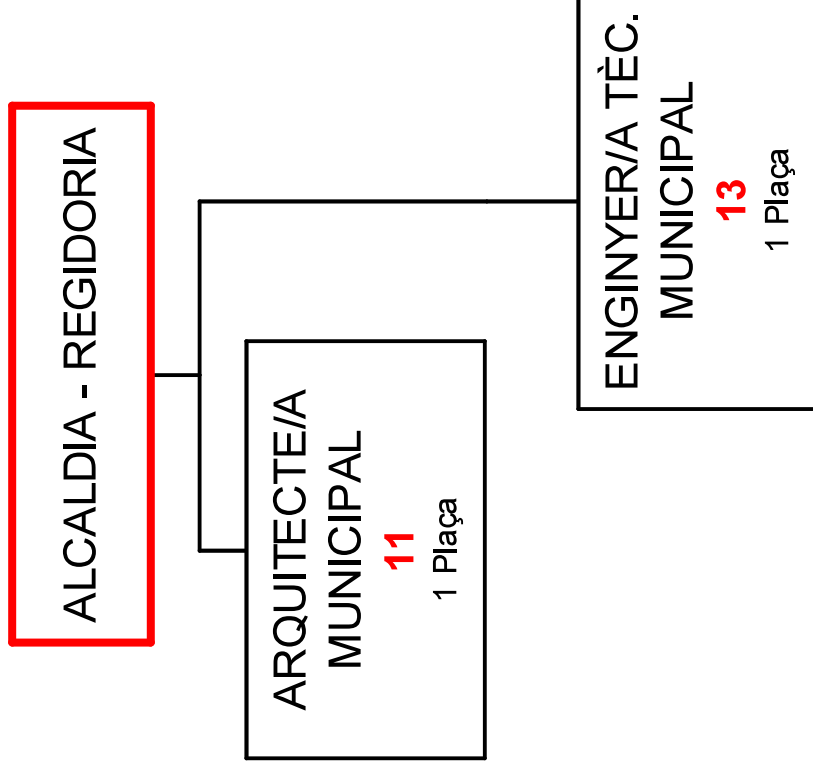 ALCALDIA - REGIDORIA
ARQUITECTE/A
MUNICIPAL
11
1 Plaça
ENGINYER/A TÈC.
MUNICIPAL
13
1 Plaça